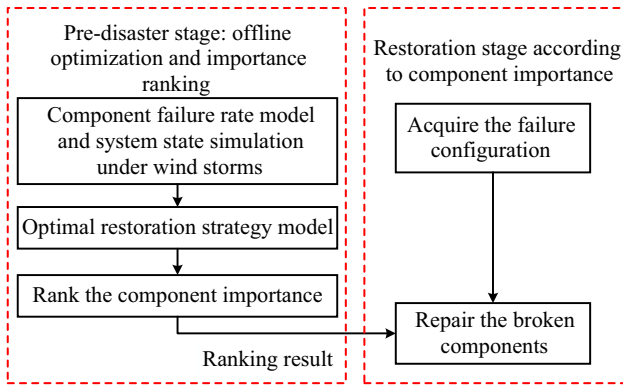 Pre-disaster stage: offline
optimization and importance
ranking
Component failure rate model
and system state simulation
under wind storms
Optimal restoration strategy model
Rank the component importance
Ranking result
Restoration stage according
to component importance
Acquire the failure
configuration
Repair the broken
components